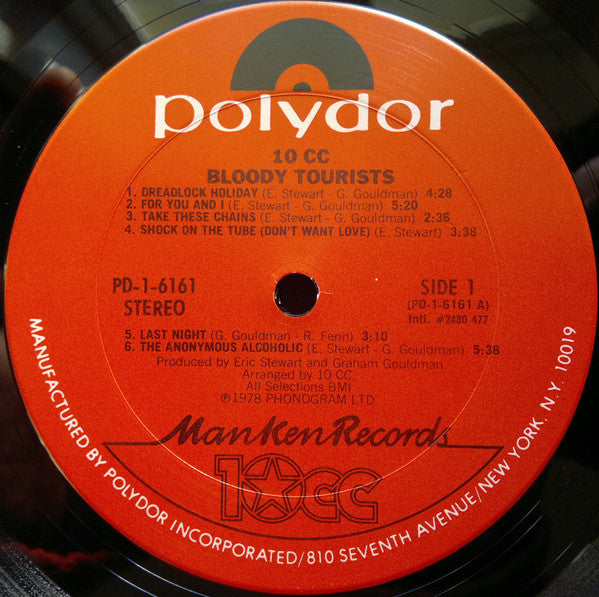 polydor
10 CC
BLOODY TOURISTS
1. DREADLOCK HOLIDAY (E. Stewart - G. Gouldman) 4:28
2. FOR YOU AND I (E. Stewart - G. Gouldman) 5:20
3. TAKE THESE CHAINS (E. Stewart - G. Gouldman) 2:36
4. SHOCK ON THE TUBE (DON'T WANT LOVE) (E. Stewart) 3:38
PD-1-6161
STEREO
SIDE 1
(PD-1-6161 A)
Intl. #2480 477
5. LAST NIGHT (G. Gouldman - R. Fenn) 3:10
6. THE ANONYMOUS ALCOHOLIC (E. Stewart - G. Gouldman) 5:38
Produced by Eric Stewart and Graham Gouldman
Arranged by 10 CC
All Selections BMI
℗1978 PHONOGRAM LTD.
ManKenRecords
10cc
MANUFACTURED BY POLYDOR INCORPORATED/810 SEVENTH AVENUE/NEW YORK, N.Y. 10019